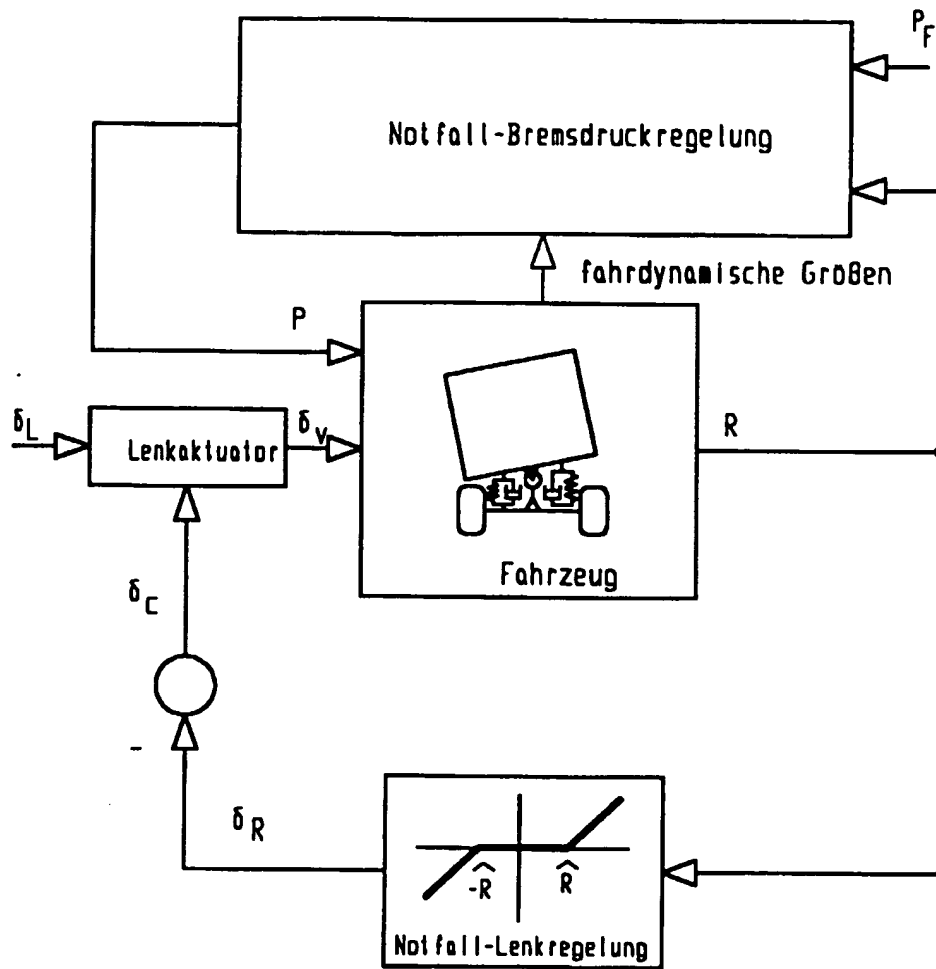 P_F
Notfall-Bremsdruckregelung
fahrdynamische Größen
P
δ_L
Lenkaktuator
δ_V
R
Fahrzeug
δ_C
-
δ_R
-R̂
R̂
Notfall-Lenkregelung